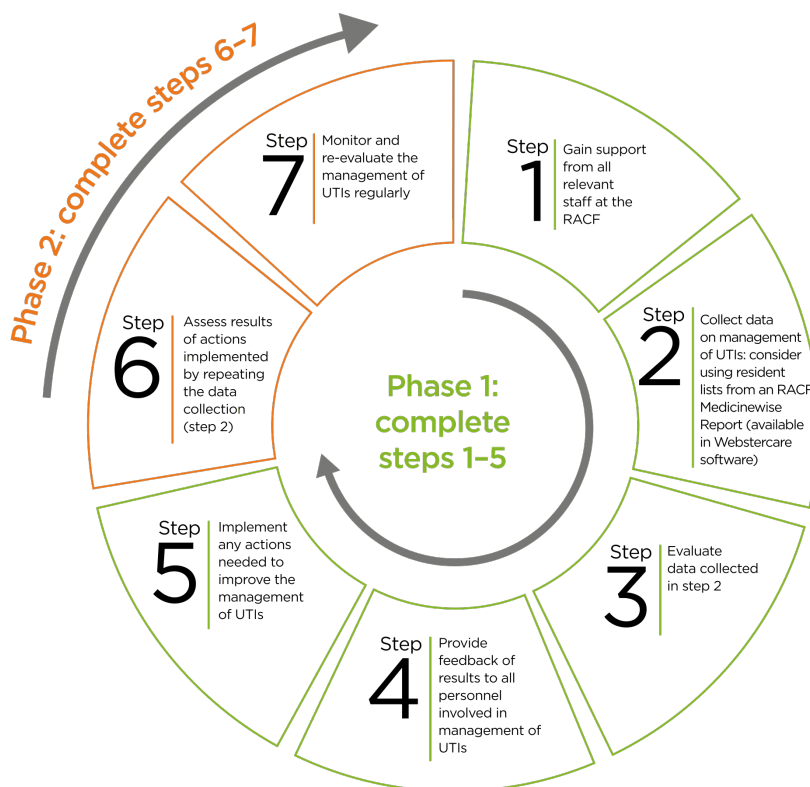 Phase 2: complete steps 6–7
Step
7
Monitor and
re-evaluate the
management of
UTIs regularly
Step
1
Gain support
from all
relevant
staff at the
RACF
Step
2
Collect data
on management
of UTIs: consider
using resident
lists from an RACF
Medicinewise
Report (available
in Webstercare
software)
Step
3
Evaluate
data collected
in step 2
Step
4
Provide
feedback of
results to all
personnel
involved in
management of
UTIs
Step
5
Implement
any actions
needed to
improve the
management
of UTIs
Step
6
Assess results
of actions
implemented
by repeating
the data
collection
(step 2)
Phase 1:
complete
steps 1–5